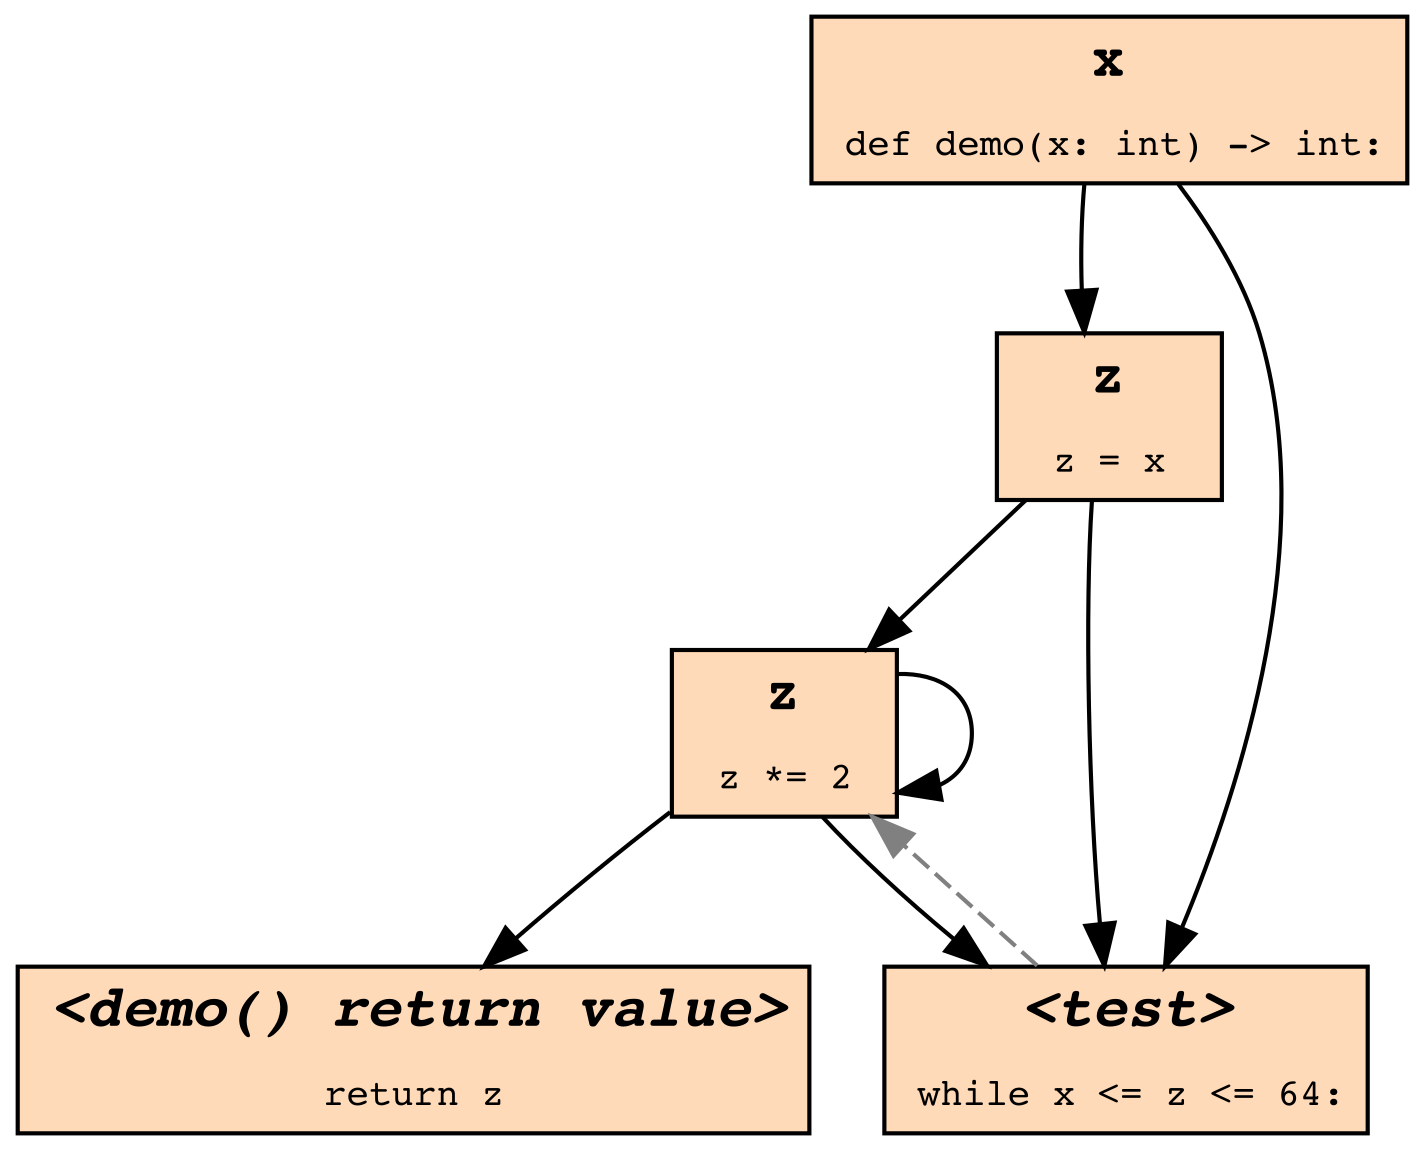 x
def demo(x: int) -> int:
z
z = x
z
z *= 2
<demo() return value>
return z
<test>
while x <= z <= 64: